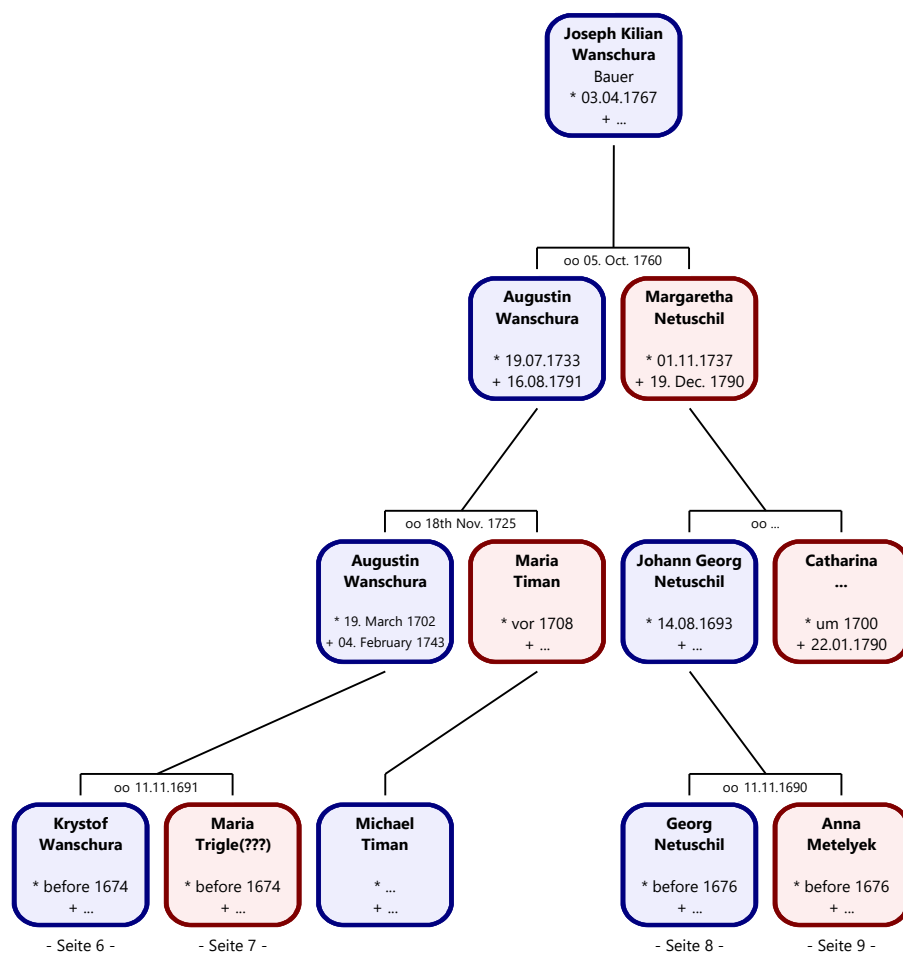 Joseph Kilian
Wanschura
Bauer
* 03.04.1767
+ ...
oo 05. Oct. 1760
Augustin
Wanschura
* 19.07.1733
+ 16.08.1791
Margaretha
Netuschil
* 01.11.1737
+ 19. Dec. 1790
oo 18th Nov. 1725
oo ...
Augustin
Wanschura
* 19. March 1702
+ 04. February 1743
Maria
Timan
* vor 1708
+ ...
Johann Georg
Netuschil
* 14.08.1693
+ ...
Catharina
...
* um 1700
+ 22.01.1790
oo 11.11.1691
oo 11.11.1690
Krystof
Wanschura
* before 1674
+ ...
Maria
Trigle(???)
* before 1674
+ ...
Michael
Timan
* ...
+ ...
Georg
Netuschil
* before 1676
+ ...
Anna
Metelyek
* before 1676
+ ...
- Seite 6 -
- Seite 7 -
- Seite 8 -
- Seite 9 -